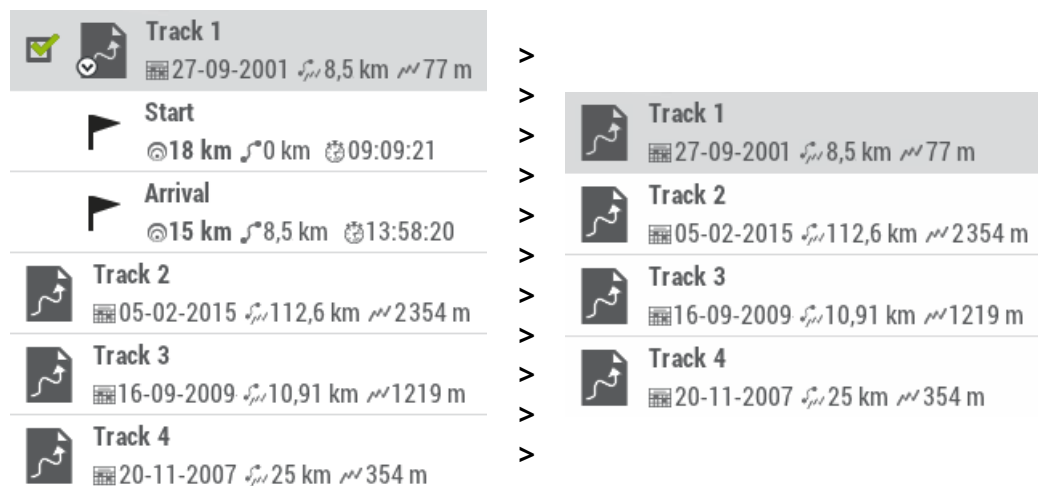 Track 1
27-09-2001 8,5 km 77 m
Start
18 km 0 km 09:09:21
Arrival
15 km 8,5 km 13:58:20
Track 2
05-02-2015 112,6 km 2354 m
Track 3
16-09-2009 10,91 km 1219 m
Track 4
20-11-2007 25 km 354 m
>
>
>
>
>
>
>
>
>
>
>
Track 1
27-09-2001 8,5 km 77 m
Track 2
05-02-2015 112,6 km 2354 m
Track 3
16-09-2009 10,91 km 1219 m
Track 4
20-11-2007 25 km 354 m